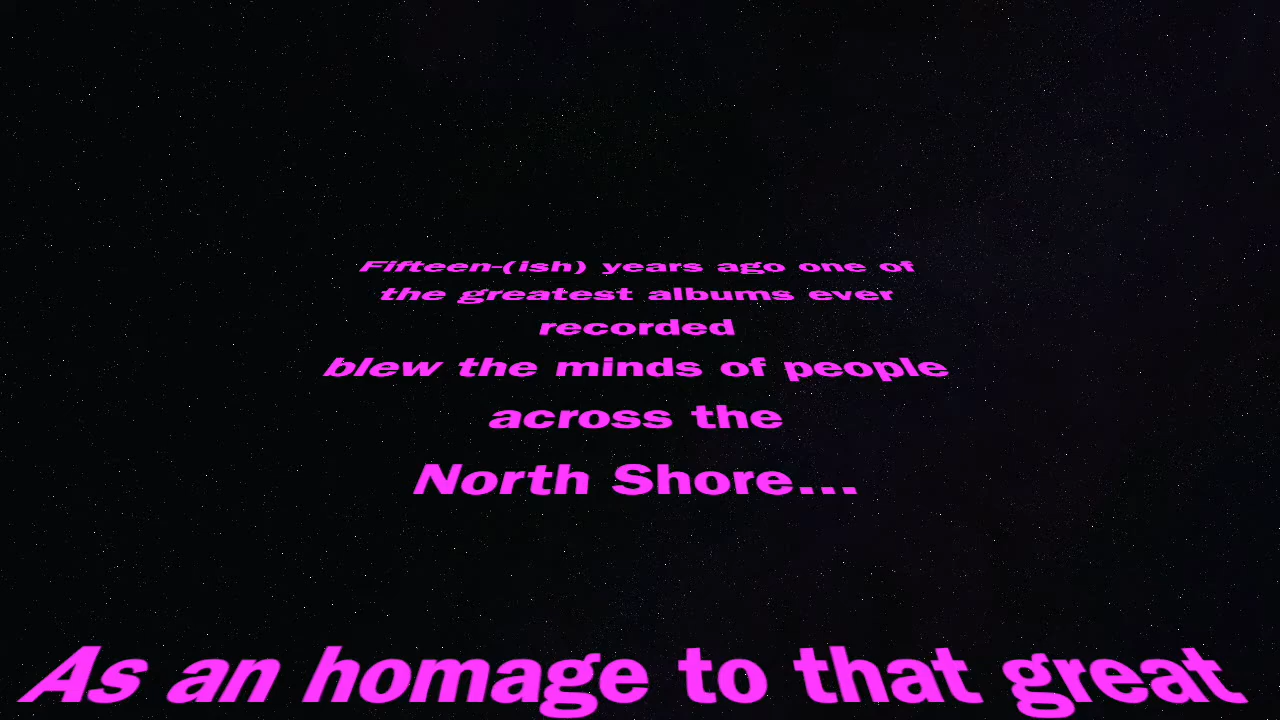 Fifteen-(ish) years ago one of
the greatest albums ever
recorded
blew the minds of people
across the
North Shore...
As an homage to that great